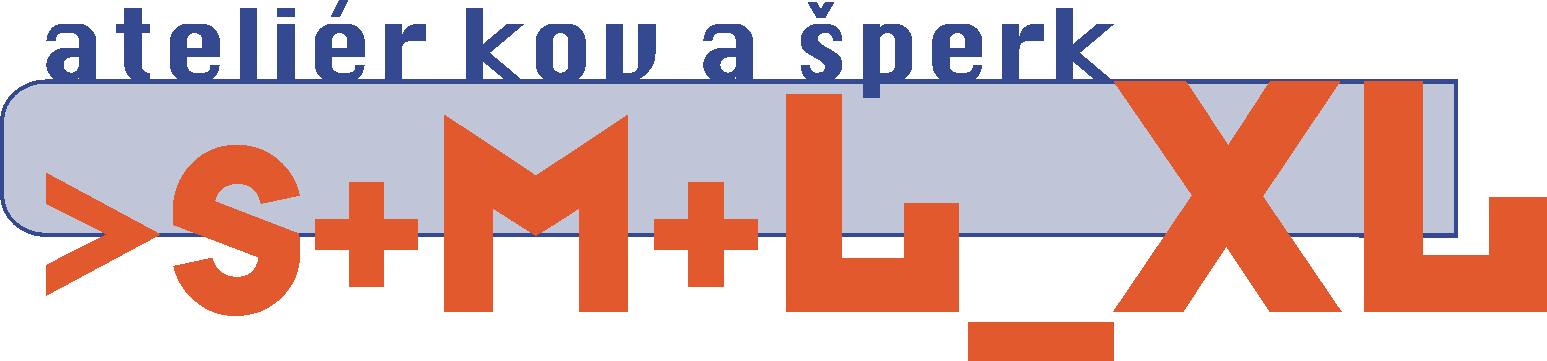 ateliér kov a šperk
>S+M+L_XL